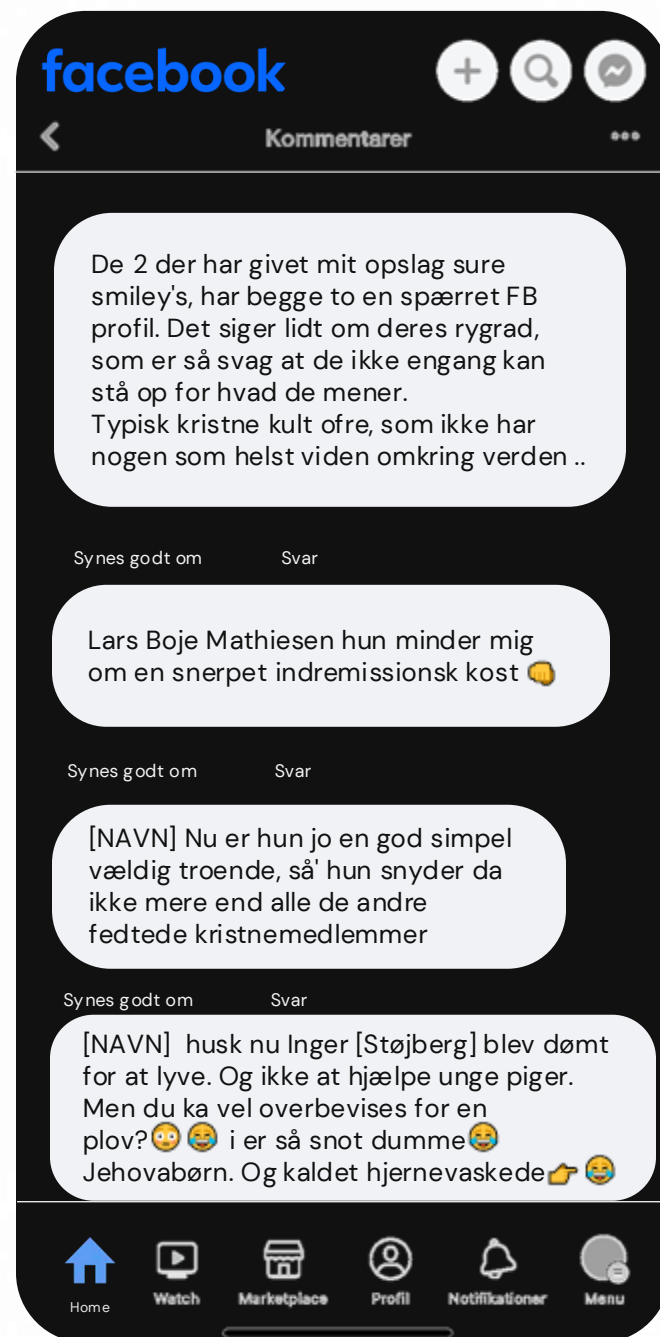 facebook
Kommentarer
De 2 der har givet mit opslag sure
smiley's, har begge to en spærret FB
profil. Det siger lidt om deres rygrad,
som er så svag at de ikke engang kan
stå op for hvad de mener.
Typisk kristne kult ofre, som ikke har
nogen som helst viden omkring verden ..
Synes godt om Svar
Lars Boje Mathiesen hun minder mig
om en snerpet indremissionsk kost 👊
Synes godt om Svar
[NAVN] Nu er hun jo en god simpel
vældig troende, så' hun snyder da
ikke mere end alle de andre
fedtede kristnemedlemmer
Synes godt om Svar
[NAVN] husk nu Inger [Støjberg] blev dømt
for at lyve. Og ikke at hjælpe unge piger.
Men du ka vel overbevises for en
plov?😳😂 i er så snot dumme😂
Jehovabørn. Og kaldet hjernevaskede👉😂
Home Watch Marketplace Profil Notifikationer Menu